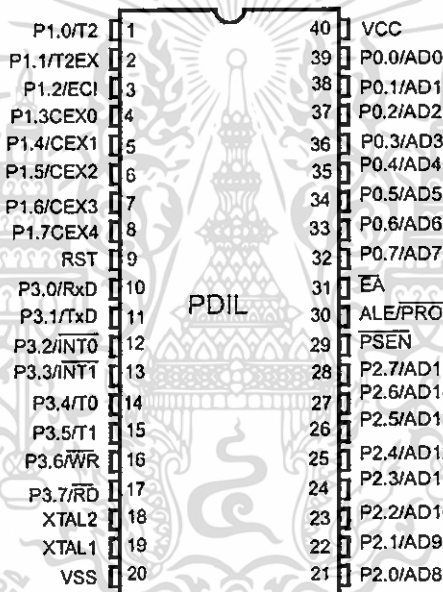 P1.0/T2 1
P1.1/T2EX 2
P1.2/ECI 3
P1.3CEX0 4
P1.4/CEX1 5
P1.5/CEX2 6
P1.6/CEX3 7
P1.7CEX4 8
RST 9
P3.0/RxD 10
P3.1/TxD 11
P3.2/INT0 12
P3.3/INT1 13
P3.4/T0 14
P3.5/T1 15
P3.6/WR 16
P3.7/RD 17
XTAL2 18
XTAL1 19
VSS 20
PDIL
40 VCC
39 P0.0/AD0
38 P0.1/AD1
37 P0.2/AD2
36 P0.3/AD3
35 P0.4/AD4
34 P0.5/AD5
33 P0.6/AD6
32 P0.7/AD7
31 EA
30 ALE/PRO
29 PSEN
28 P2.7/AD1
27 P2.6/AD1
26 P2.5/AD1
25 P2.4/AD1
24 P2.3/AD1
23 P2.2/AD1
22 P2.1/AD9
21 P2.0/AD8